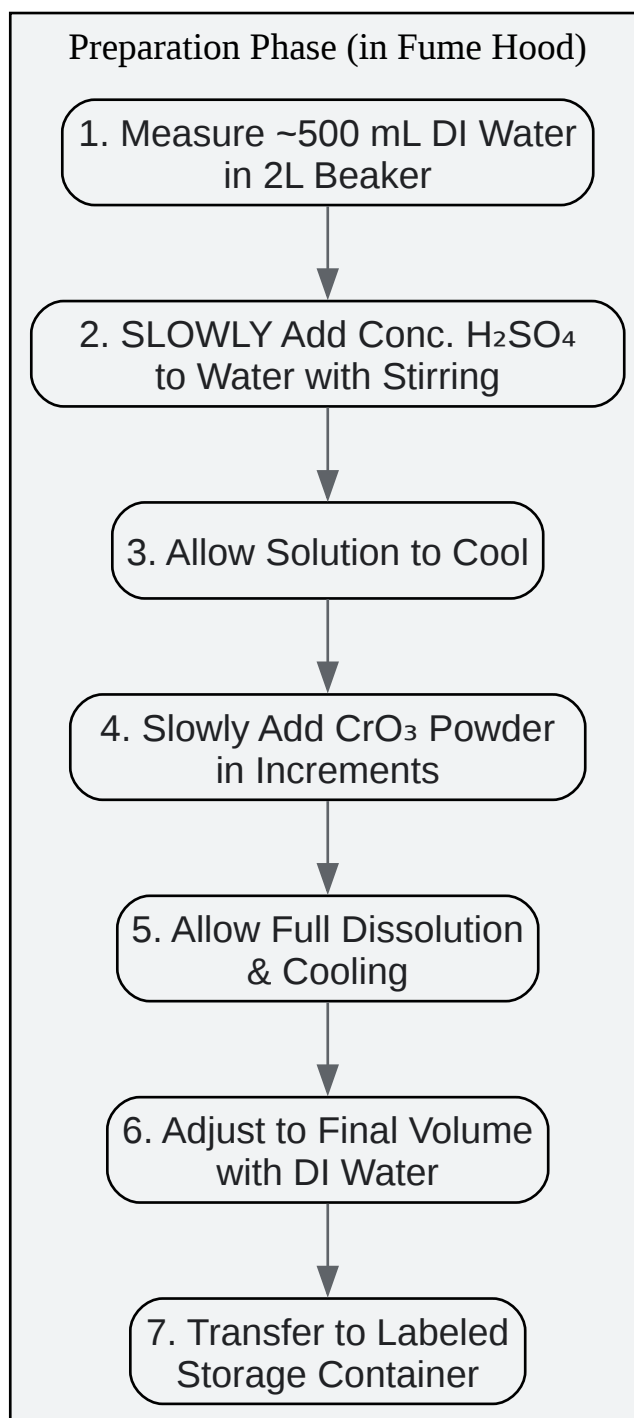 Preparation Phase (in Fume Hood)
1. Measure ~500 mL DI Water
in 2L Beaker
2. SLOWLY Add Conc. H₂SO₄
to Water with Stirring
3. Allow Solution to Cool
4. Slowly Add CrO₃ Powder
in Increments
5. Allow Full Dissolution
& Cooling
6. Adjust to Final Volume
with DI Water
7. Transfer to Labeled
Storage Container